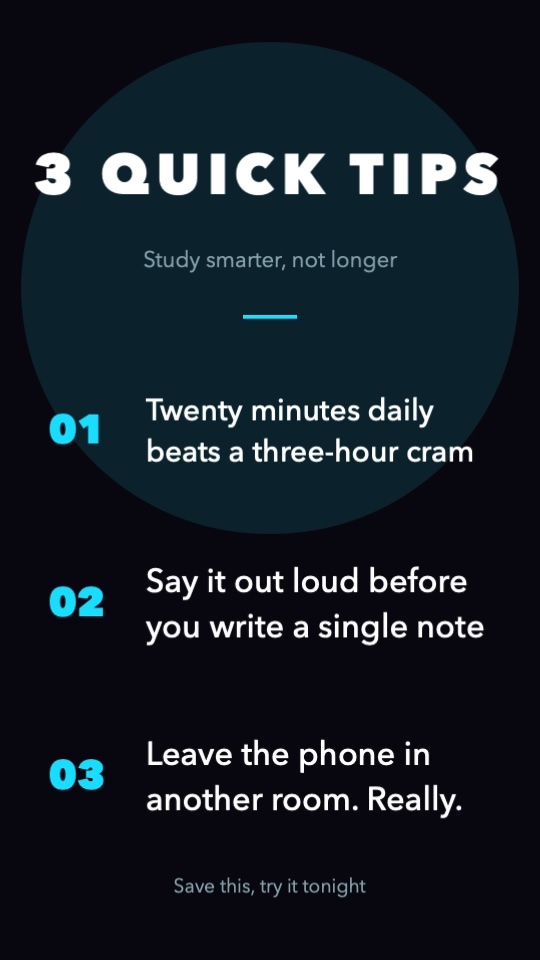 3 QUICK TIPS
Study smarter, not longer
01
Twenty minutes daily
beats a three-hour cram
02
Say it out loud before
you write a single note
03
Leave the phone in
another room. Really.
Save this, try it tonight